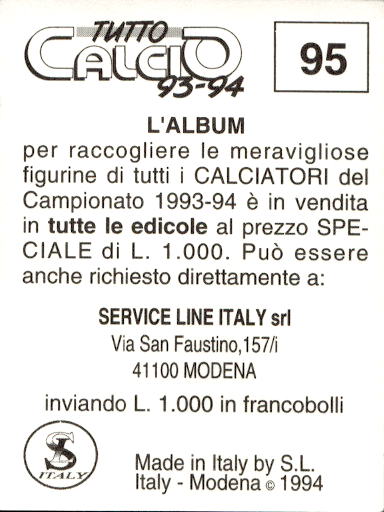 TUTTO
CALCIO
93-94
95
L'ALBUM
per raccogliere le meravigliose
figurine di tutti i CALCIATORI del
Campionato 1993-94 è in vendita
in tutte le edicole al prezzo SPE-
CIALE di L. 1.000. Può essere
anche richiesto direttamente a:
SERVICE LINE ITALY srl
Via San Faustino,157/i
41100 MODENA
inviando L. 1.000 in francobolli
SL
ITALY
Made in Italy by S.L.
Italy - Modena © 1994